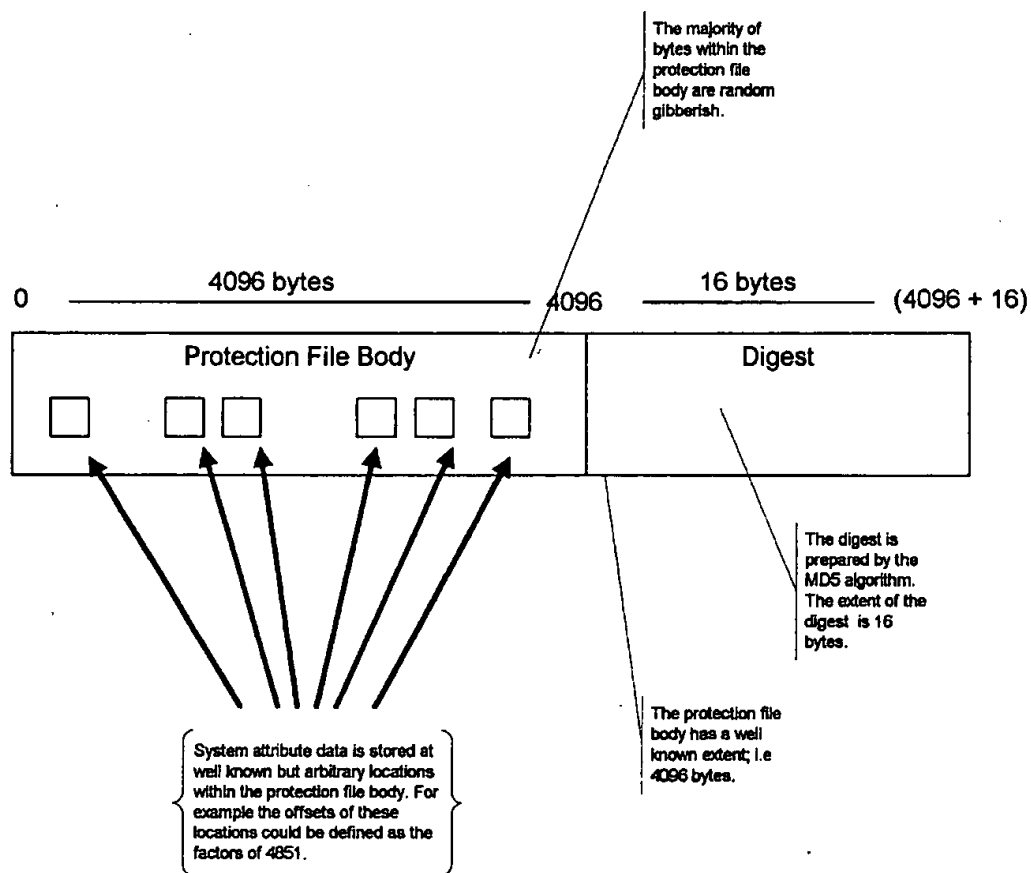 The majority of
bytes within the
protection file
body are random
gibberish.
4096 bytes
16 bytes
0
4096
(4096 + 16)
Protection File Body
Digest
The digest is
prepared by the
MD5 algorithm.
The extent of the
digest is 16
bytes.
The protection file
body has a well
known extent; i.e
4096 bytes.
System attribute data is stored at
well known but arbitrary locations
within the protection file body. For
example the offsets of these
locations could be defined as the
factors of 4851.